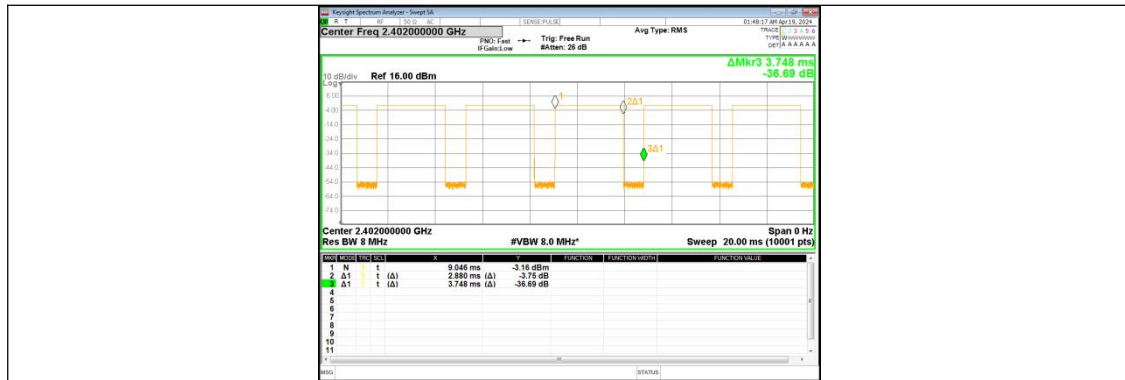 Keysight Spectrum Analyzer - Swept SA
R T RF 50 Ω AC SENSE:PULSE 01:48:17 AM Apr 19, 2024
Center Freq 2.402000000 GHz Avg Type: RMS TRACE 1 2 3 4 5 6
PNO: Fast Trig: Free Run TYPE
IFGain:Low #Atten: 26 dB DET A A A A A A
ΔMkr3 3.748 ms
-36.69 dB
10 dB/div Ref 16.00 dBm
Log
6.00
-4.00
-14.0
-24.0
-34.0
-44.0
-54.0
-64.0
-74.0
1
2Δ1
3Δ1
Center 2.402000000 GHz Span 0 Hz
Res BW 8 MHz #VBW 8.0 MHz* Sweep 20.00 ms (10001 pts)
MKR MODE TRC SCL X Y FUNCTION FUNCTION WIDTH FUNCTION VALUE
1 N t 9.046 ms -3.16 dBm
2 Δ1 t (Δ) 2.880 ms (Δ) -3.75 dB
3 Δ1 t (Δ) 3.748 ms (Δ) -36.69 dB
4
5
6
7
8
9
10
11
MSG STATUS